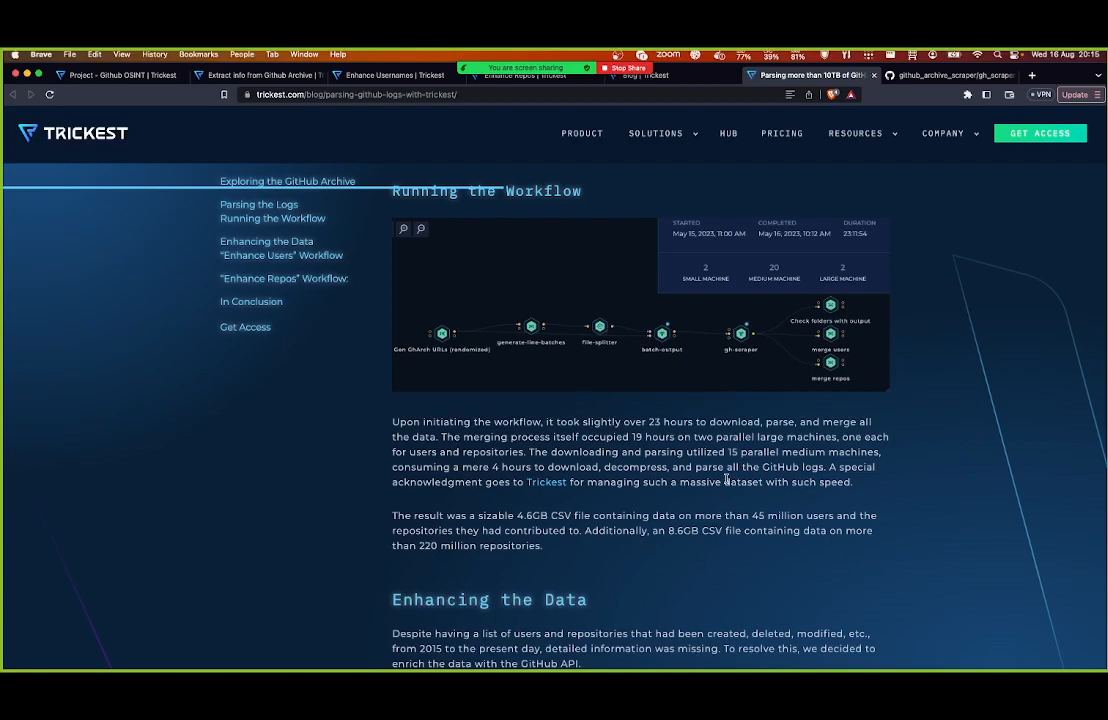 Brave File Edit View History Bookmarks People Tab Window Help
zoom 77% 39% 81% Wed 16 Aug 20:15
You are screen sharing Stop Share
Project - Github OSINT | Trickest
Extract info from Github Archive | T
Enhance Usernames | Trickest
Enhance Repos | Trickest
Blog | Trickest
Parsing more than 10TB of GitH
github_archive_scraper/gh_scraper
trickest.com/blog/parsing-github-logs-with-trickest/
VPN
Update
TRICKEST
PRODUCT SOLUTIONS HUB PRICING RESOURCES COMPANY GET ACCESS
Exploring the GitHub Archive
Parsing the Logs
Running the Workflow
Enhancing the Data
“Enhance Users” Workflow
“Enhance Repos” Workflow:
In Conclusion
Get Access
Running the Workflow
STARTED COMPLETED DURATION
May 15, 2023, 11:00 AM May 16, 2023, 10:12 AM 23:11:54
2 20 2
SMALL MACHINE MEDIUM MACHINE LARGE MACHINE
Gen GhArch URLs (randomized)
generate-line-batches
file-splitter
batch-output
gh-scraper
Check folders with output
merge users
merge repos
Upon initiating the workflow, it took slightly over 23 hours to download, parse, and merge all
the data. The merging process itself occupied 19 hours on two parallel large machines, one each
for users and repositories. The downloading and parsing utilized 15 parallel medium machines,
consuming a mere 4 hours to download, decompress, and parse all the GitHub logs. A special
acknowledgment goes to Trickest for managing such a massive dataset with such speed.
The result was a sizable 4.6GB CSV file containing data on more than 45 million users and the
repositories they had contributed to. Additionally, an 8.6GB CSV file containing data on more
than 220 million repositories.
Enhancing the Data
Despite having a list of users and repositories that had been created, deleted, modified, etc.,
from 2015 to the present day, detailed information was missing. To resolve this, we decided to
enrich the data with the GitHub API.